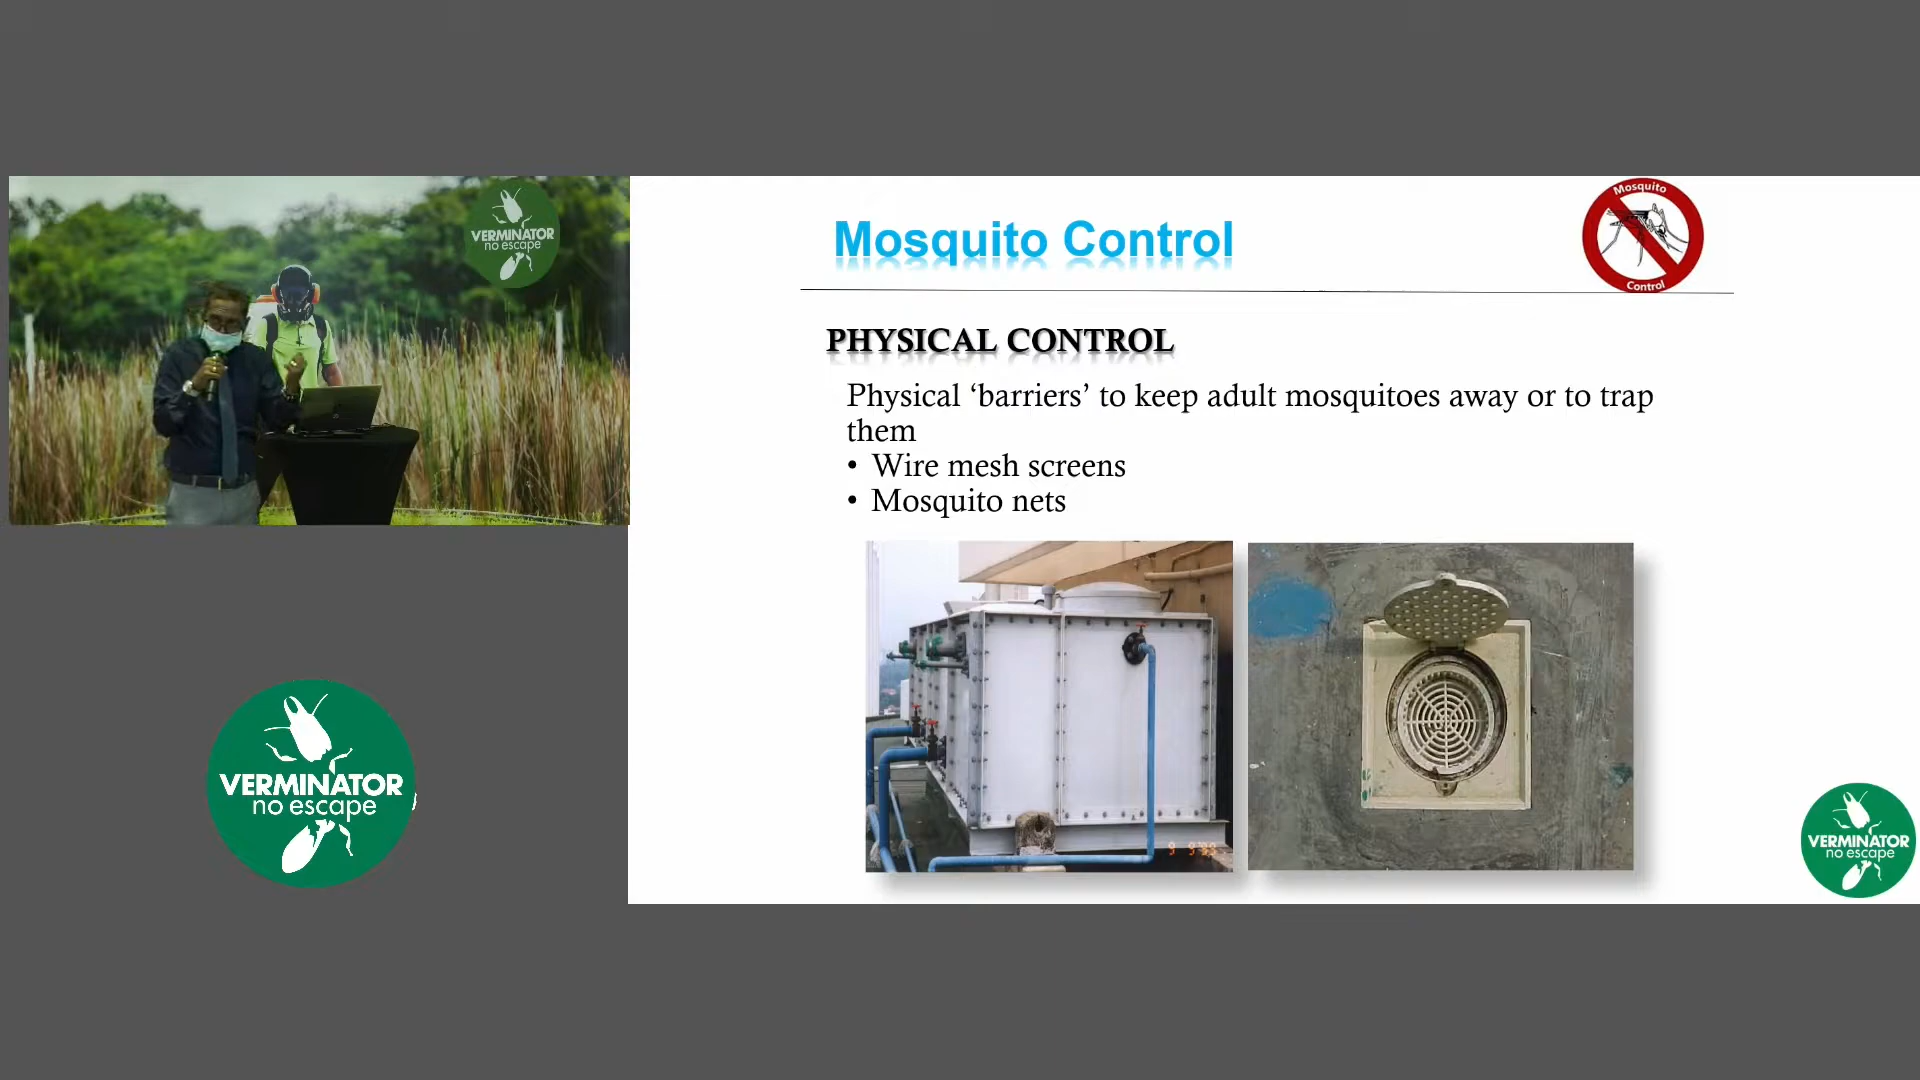 VERMINATOR
no escape
Mosquito Control
Mosquito
Control
PHYSICAL CONTROL
Physical ‘barriers’ to keep adult mosquitoes away or to trap
them
• Wire mesh screens
• Mosquito nets
VERMINATOR
no escape
VERMINATOR
no escape